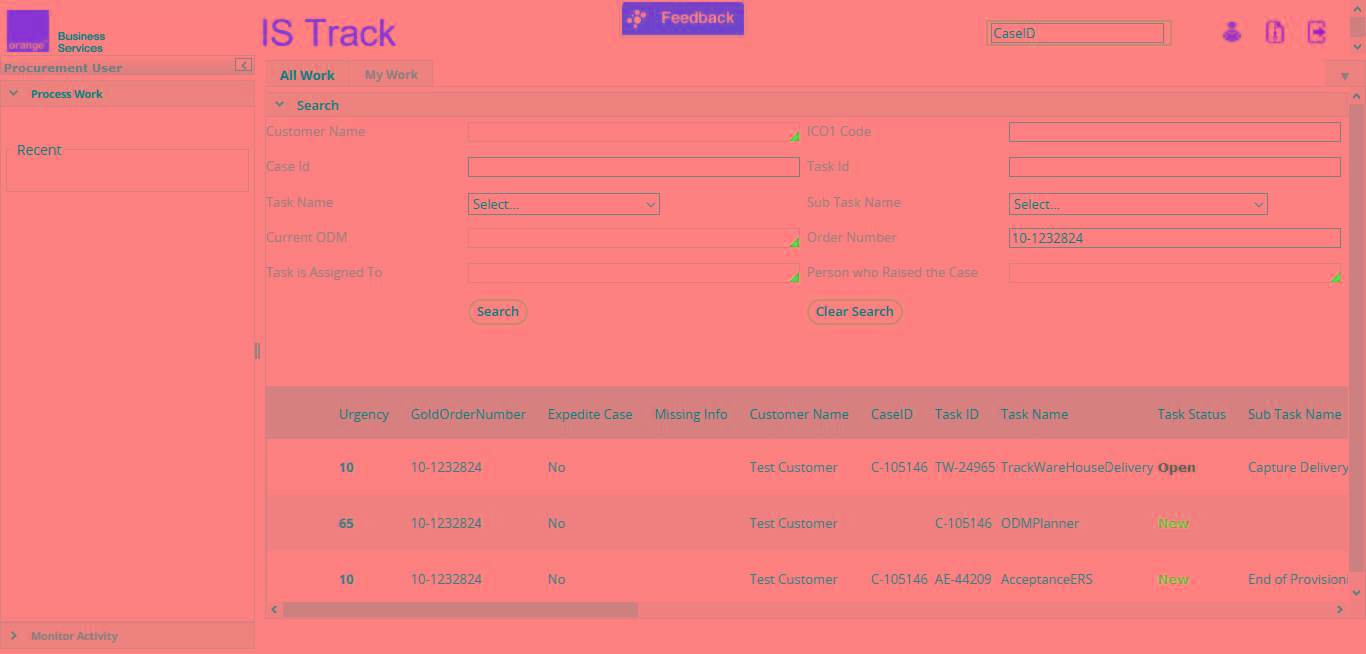 orange™
Business
Services
IS Track
Feedback
CaseID
Procurement User
Process Work
Recent
Monitor Activity
All Work
My Work
Search
Customer Name
ICO1 Code
Case Id
Task Id
Task Name
Select...
Sub Task Name
Select...
Current ODM
Order Number
10-1232824
Task is Assigned To
Person who Raised the Case
Search
Clear Search
Urgency GoldOrderNumber Expedite Case Missing Info Customer Name CaseID Task ID Task Name Task Status Sub Task Name
10 10-1232824 No Test Customer C-105146 TW-24965 TrackWareHouseDelivery Open Capture Delivery
65 10-1232824 No Test Customer C-105146 ODMPlanner New
10 10-1232824 No Test Customer C-105146 AE-44209 AcceptanceERS New End of Provision